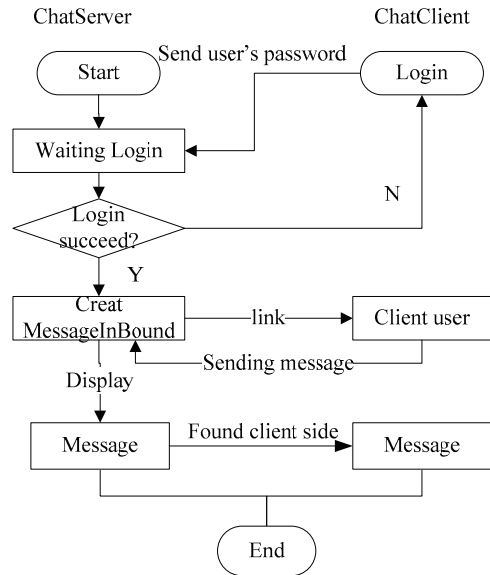 ChatServer
ChatClient
Send user's password
Start
Login
Waiting Login
N
Login
succeed?
Y
Creat
MessageInBound
link
Client user
Sending message
Display
Found client side
Message
Message
End